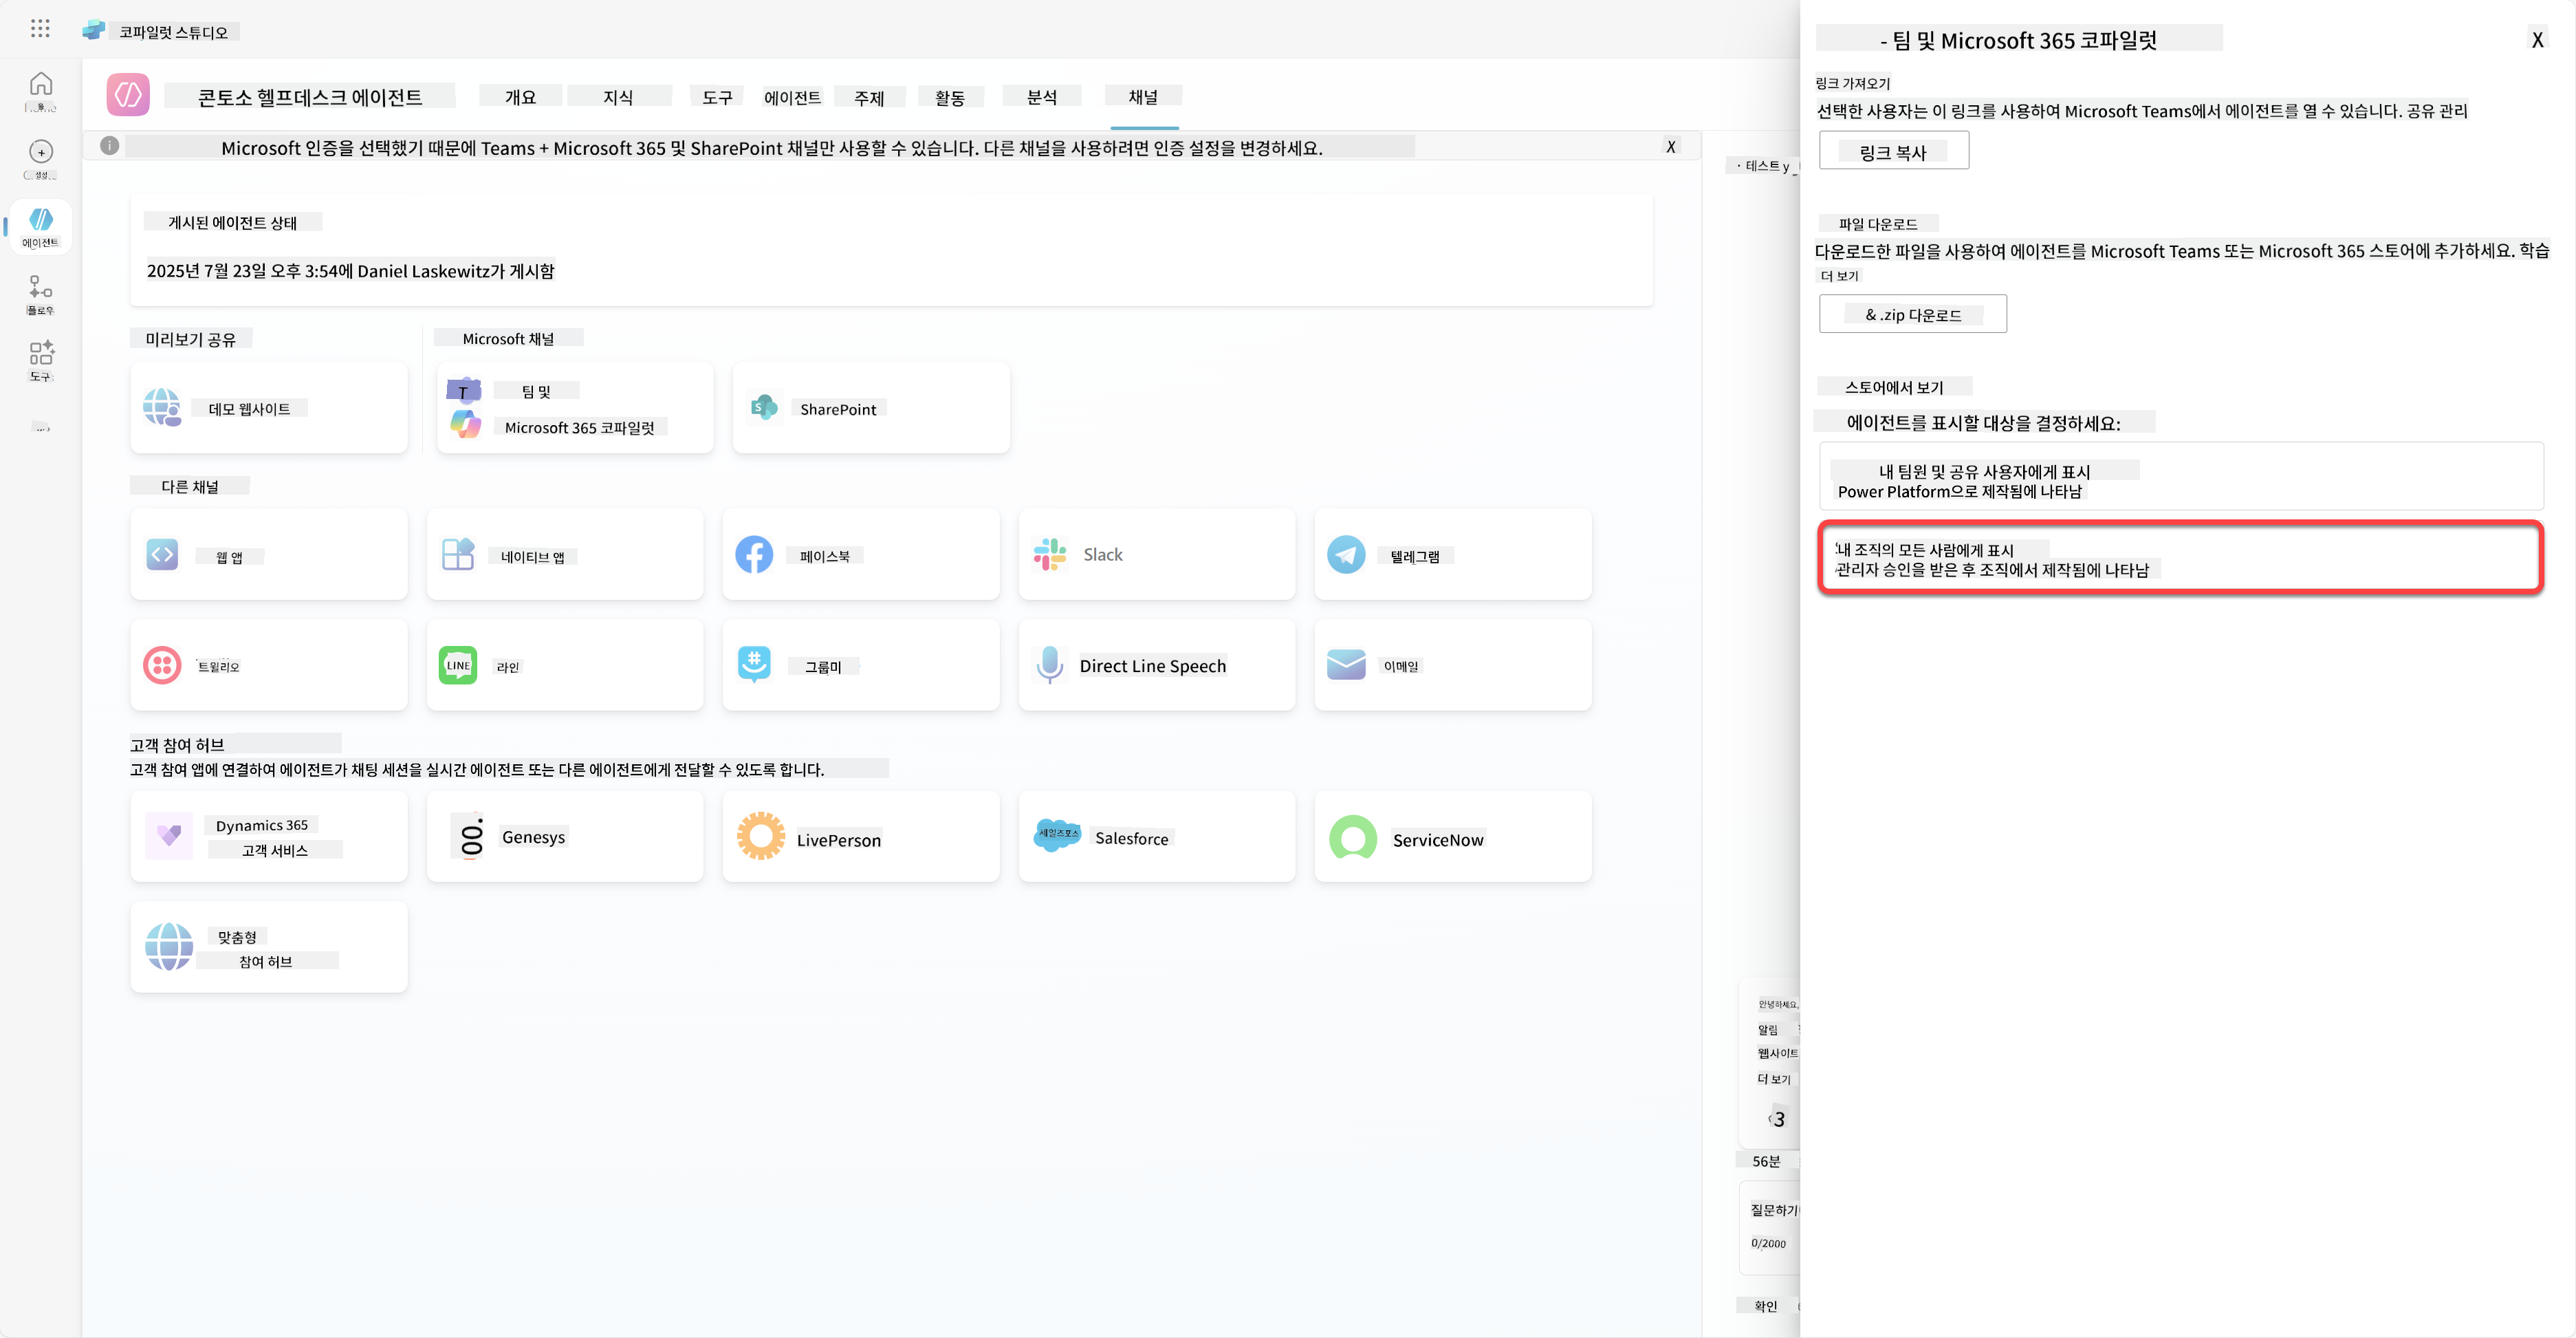 코파일럿 스튜디오
홈
생성
에이전트
플로우
도구
콘토소 헬프데스크 에이전트
개요
지식
도구
에이전트
주제
활동
분석
채널
Microsoft 인증을 선택했기 때문에 Teams + Microsoft 365 및 SharePoint 채널만 사용할 수 있습니다. 다른 채널을 사용하려면 인증 설정을 변경하세요.
X
게시된 에이전트 상태
2025년 7월 23일 오후 3:54에 Daniel Laskewitz가 게시함
미리보기 공유
Microsoft 채널
데모 웹사이트
T
팀 및
Microsoft 365 코파일럿
S
SharePoint
다른 채널
웹 앱
네이티브 앱
페이스북
Slack
텔레그램
트윌리오
LINE
라인
그룹미
Direct Line Speech
이메일
고객 참여 허브
고객 참여 앱에 연결하여 에이전트가 채팅 세션을 실시간 에이전트 또는 다른 에이전트에게 전달할 수 있도록 합니다.
Dynamics 365
고객 서비스
Genesys
LivePerson
세일즈포스
Salesforce
ServiceNow
맞춤형
참여 허브
· 테스트 y
안녕하세요,
알림
웹사이트
더 보기
3
56분
질문하기
0/2000
확인
- 팀 및 Microsoft 365 코파일럿
X
링크 가져오기
선택한 사용자는 이 링크를 사용하여 Microsoft Teams에서 에이전트를 열 수 있습니다. 공유 관리
링크 복사
파일 다운로드
다운로드한 파일을 사용하여 에이전트를 Microsoft Teams 또는 Microsoft 365 스토어에 추가하세요. 학습
더 보기
& .zip 다운로드
스토어에서 보기
에이전트를 표시할 대상을 결정하세요:
내 팀원 및 공유 사용자에게 표시
Power Platform으로 제작됨에 나타남
내 조직의 모든 사람에게 표시
관리자 승인을 받은 후 조직에서 제작됨에 나타남